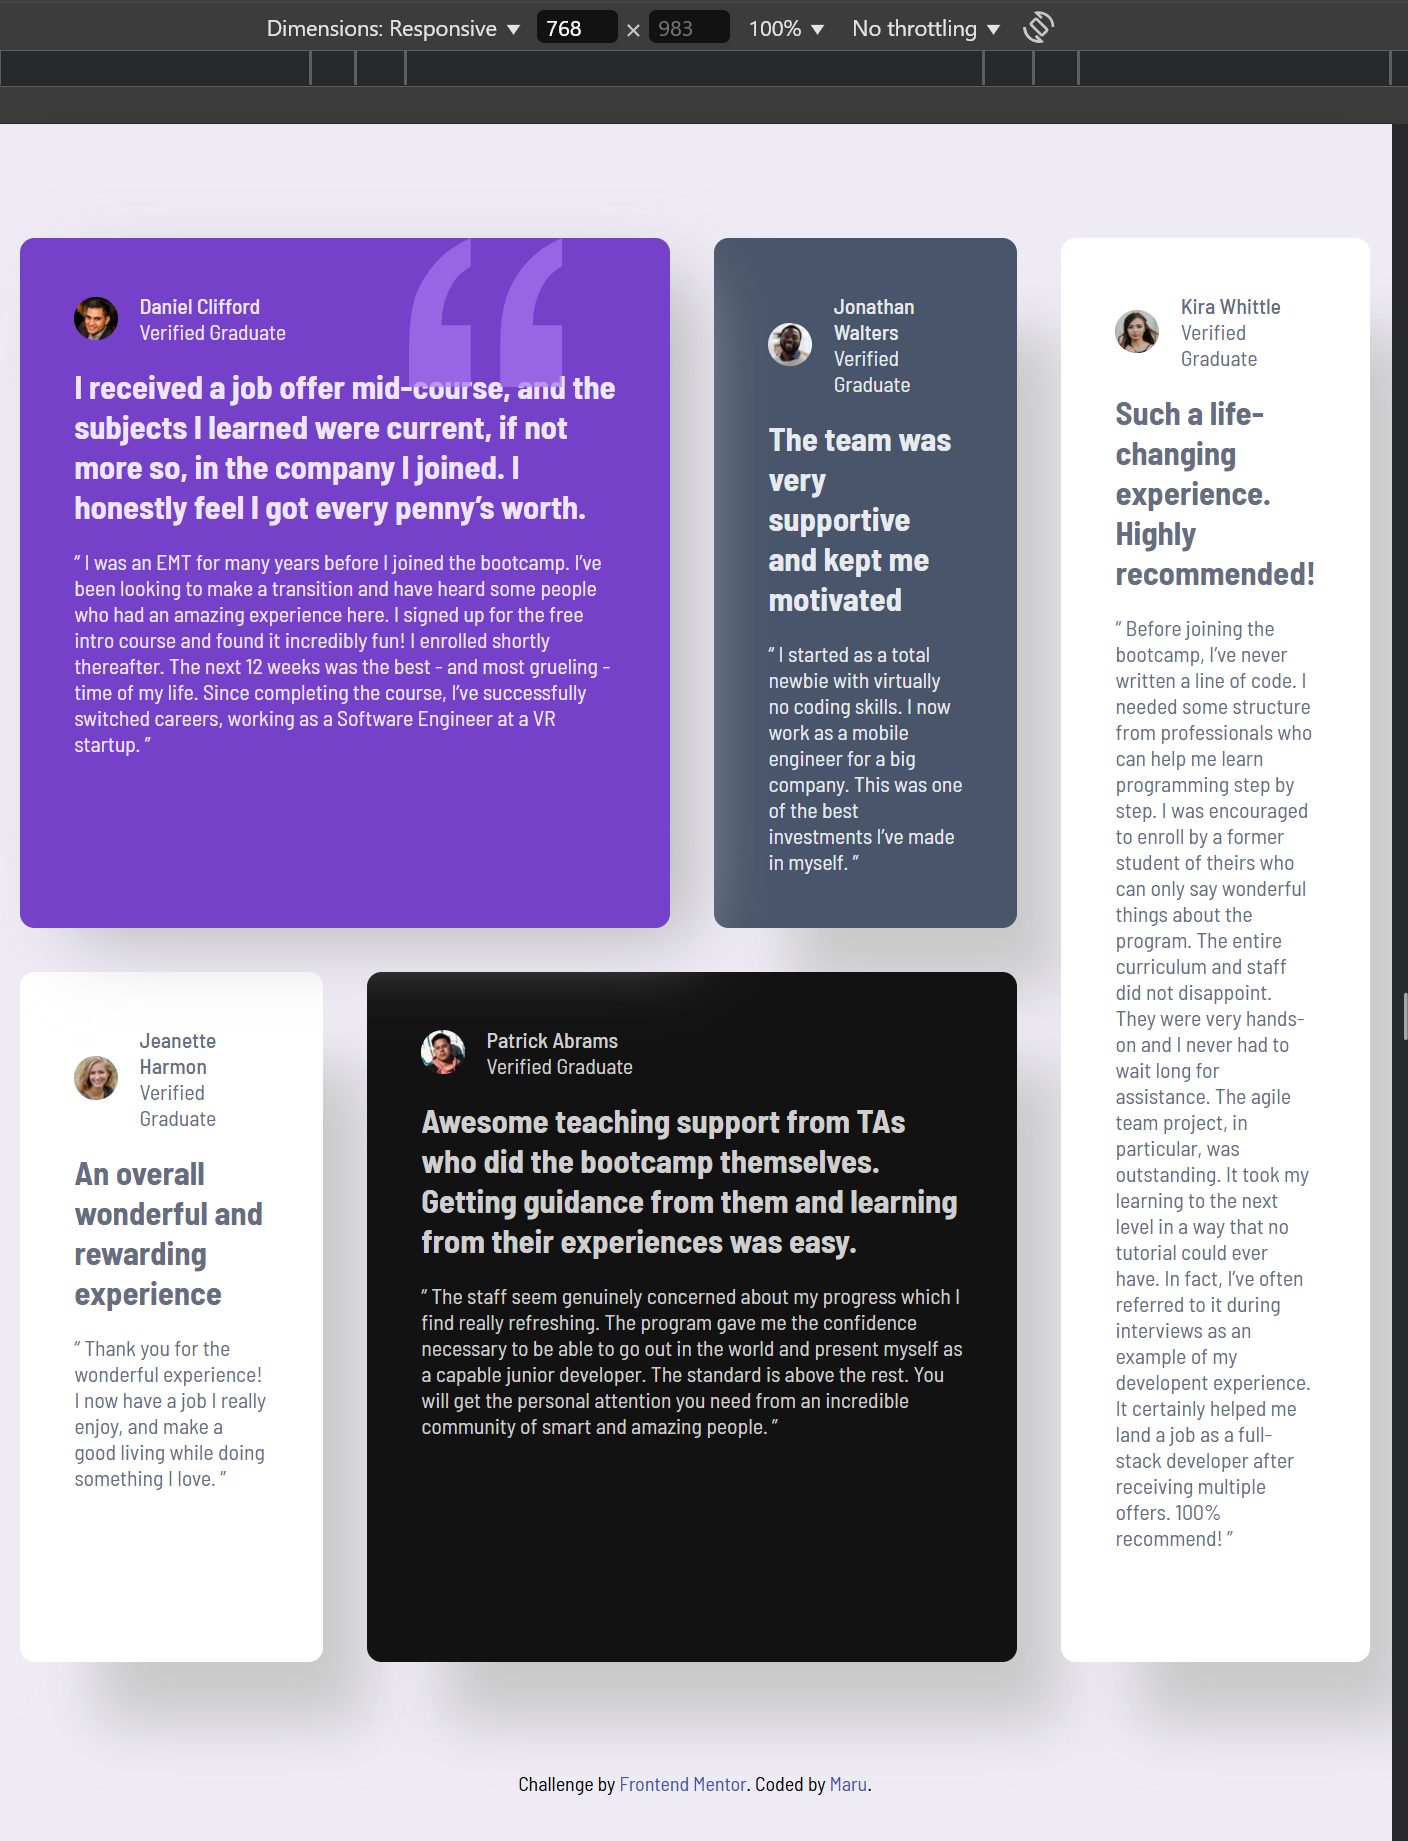 Dimensions: Responsive ▼ 768 × 983 100% ▼ No throttling ▼
Daniel Clifford
Verified Graduate
I received a job offer mid-course, and the
subjects I learned were current, if not
more so, in the company I joined. I
honestly feel I got every penny’s worth.
“ I was an EMT for many years before I joined the bootcamp. I’ve
been looking to make a transition and have heard some people
who had an amazing experience here. I signed up for the free
intro course and found it incredibly fun! I enrolled shortly
thereafter. The next 12 weeks was the best - and most grueling -
time of my life. Since completing the course, I’ve successfully
switched careers, working as a Software Engineer at a VR
startup. ”
Jonathan
Walters
Verified
Graduate
The team was
very
supportive
and kept me
motivated
“ I started as a total
newbie with virtually
no coding skills. I now
work as a mobile
engineer for a big
company. This was one
of the best
investments I’ve made
in myself. ”
Kira Whittle
Verified
Graduate
Such a life-
changing
experience.
Highly
recommended!
“ Before joining the
bootcamp, I’ve never
written a line of code. I
needed some structure
from professionals who
can help me learn
programming step by
step. I was encouraged
to enroll by a former
student of theirs who
can only say wonderful
things about the
program. The entire
curriculum and staff
did not disappoint.
They were very hands-
on and I never had to
wait long for
assistance. The agile
team project, in
particular, was
outstanding. It took my
learning to the next
level in a way that no
tutorial could ever
have. In fact, I’ve often
referred to it during
interviews as an
example of my
developent experience.
It certainly helped me
land a job as a full-
stack developer after
receiving multiple
offers. 100%
recommend! ”
Jeanette
Harmon
Verified
Graduate
An overall
wonderful and
rewarding
experience
“ Thank you for the
wonderful experience!
I now have a job I really
enjoy, and make a
good living while doing
something I love. ”
Patrick Abrams
Verified Graduate
Awesome teaching support from TAs
who did the bootcamp themselves.
Getting guidance from them and learning
from their experiences was easy.
“ The staff seem genuinely concerned about my progress which I
find really refreshing. The program gave me the confidence
necessary to be able to go out in the world and present myself as
a capable junior developer. The standard is above the rest. You
will get the personal attention you need from an incredible
community of smart and amazing people. ”
Challenge by Frontend Mentor. Coded by Maru.